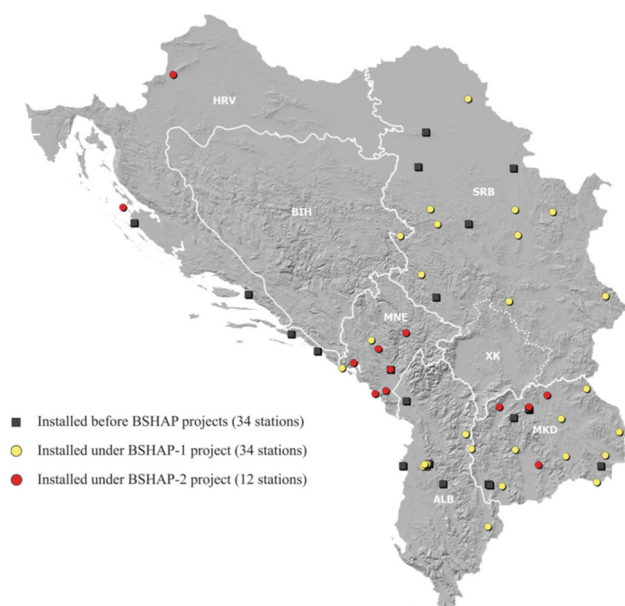 HRV
SRB
BIH
MNE
XK
MKD
ALB
Installed before BSHAP projects (34 stations)
Installed under BSHAP-1 project (34 stations)
Installed under BSHAP-2 project (12 stations)